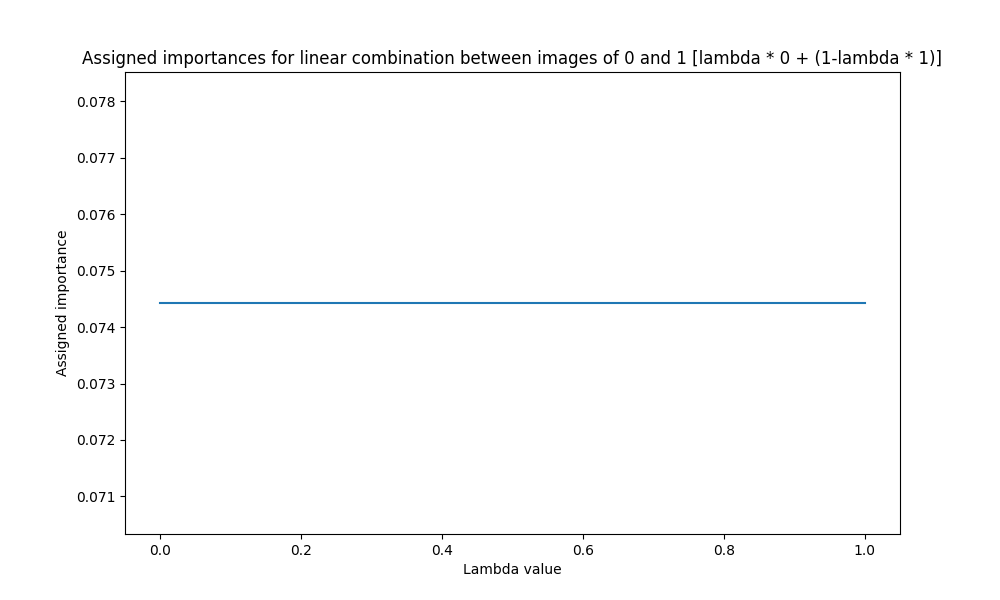 Assigned importances for linear combination between images of 0 and 1 [lambda * 0 + (1-lambda * 1)]
0.078
0.077
0.076
0.075
0.074
0.073
0.072
0.071
Assigned importance
0.0 0.2 0.4 0.6 0.8 1.0
Lambda value